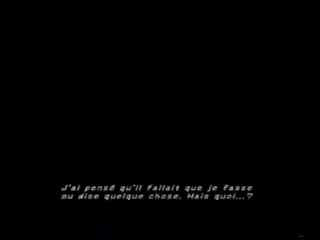 J'ai pensé qu'il fallait que je fasse
ou dise quelque chose. Mais quoi...?